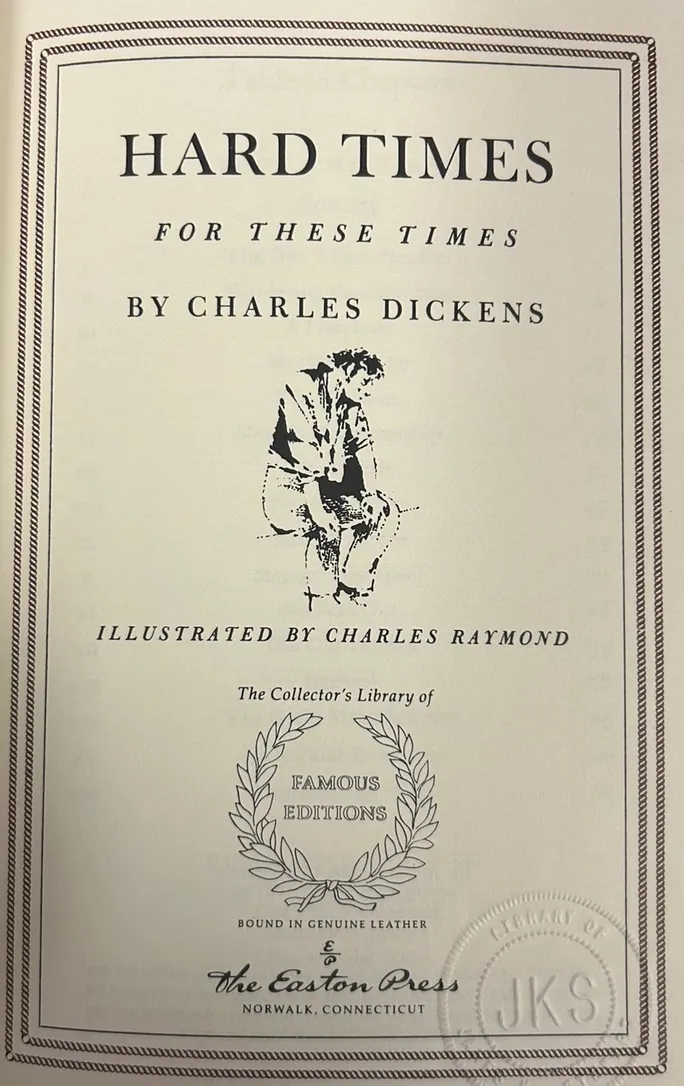 HARD TIMES
FOR THESE TIMES
BY CHARLES DICKENS
ILLUSTRATED BY CHARLES RAYMOND
The Collector's Library of
FAMOUS
EDITIONS
BOUND IN GENUINE LEATHER
E
P
The Easton Press
NORWALK, CONNECTICUT
LIBRARY OF
JKS